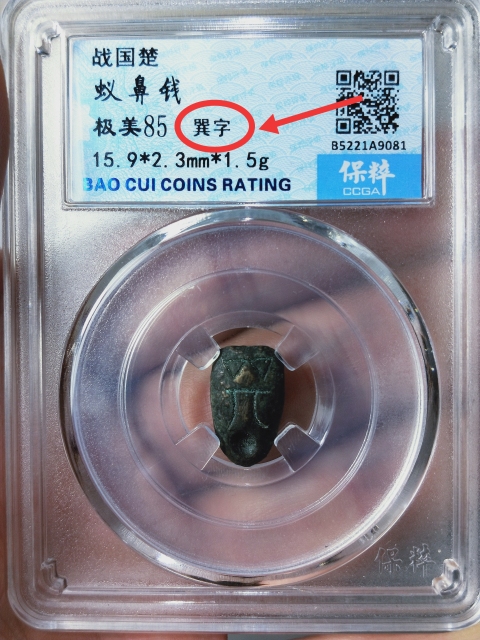 战国楚
蚁鼻钱
极美85 巽字
15.9*2.3mm*1.5g
BAO CUI COINS RATING
B5221A9081
保粹
CCGA
保粹